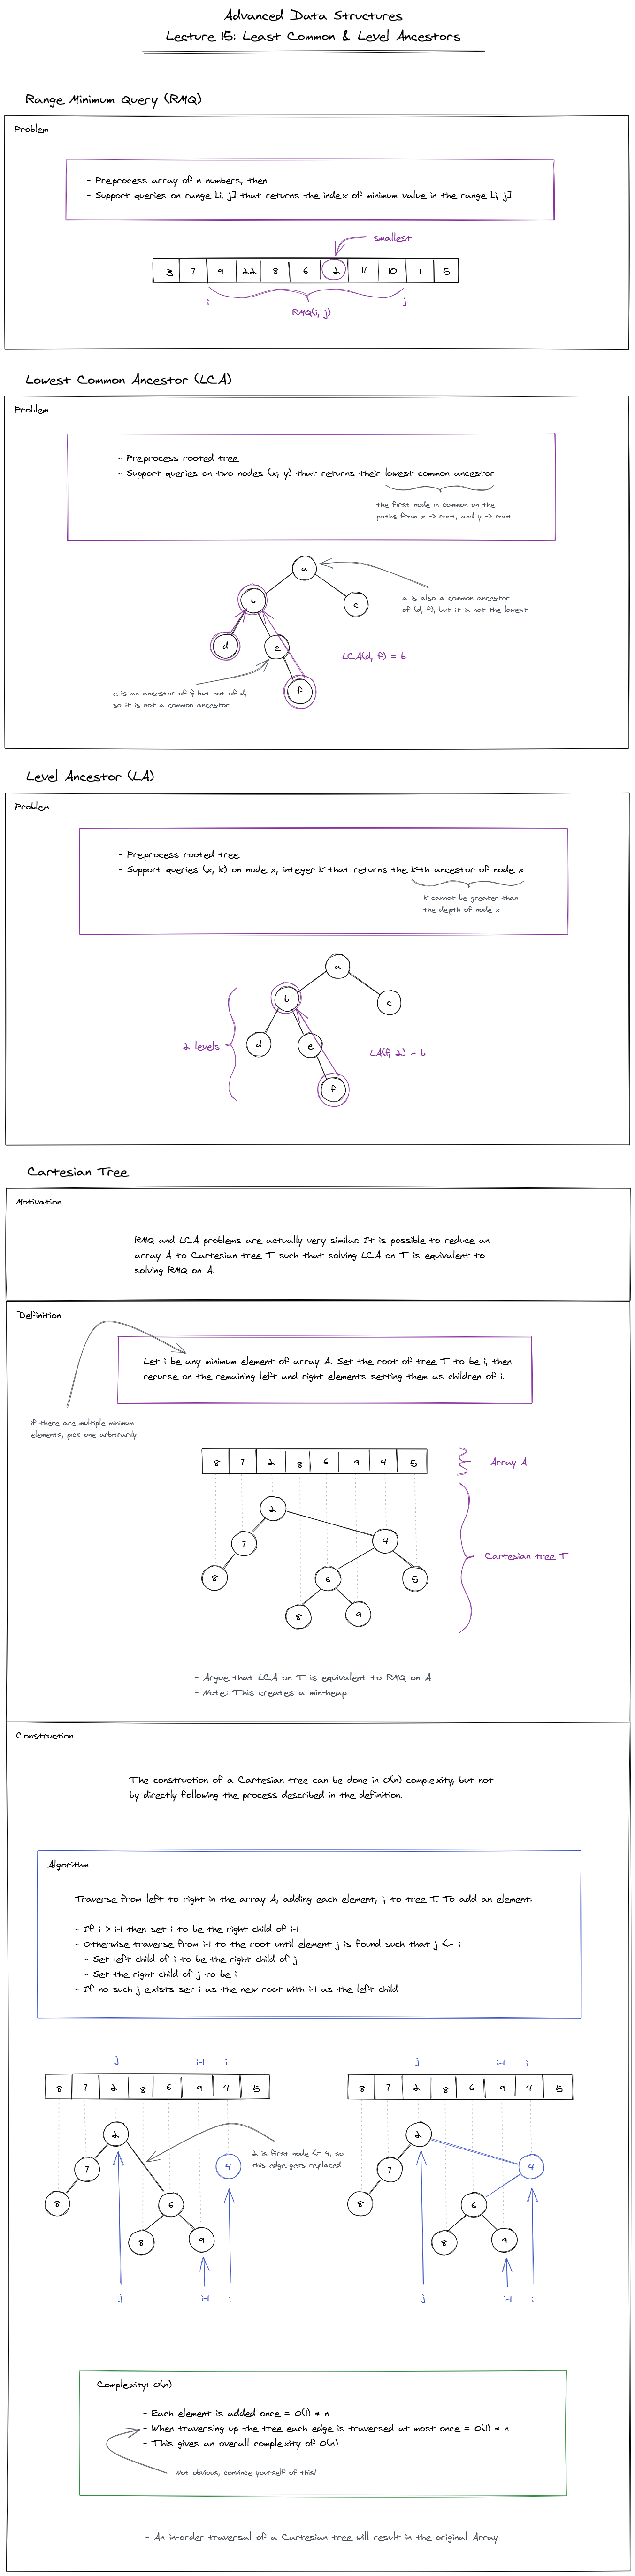 Advanced Data Structures
Lecture 15: Least Common & Level Ancestors
Range Minimum Query (RMQ)
Problem
- Preprocess array of n numbers, then
- Support queries on range [i, j] that returns the index of minimum value in the range [i, j]
smallest
3 7 9 22 8 6 2 17 10 1 5
i j
RMQ(i, j)
Lowest Common Ancestor (LCA)
Problem
- Preprocess rooted tree
- Support queries on two nodes (x, y) that returns their lowest common ancestor
the first node in common on the
paths from x -> root, and y -> root
a
b
c
a is also a common ancestor
of (d, f), but it is not the lowest
d
e
LCA(d, f) = b
f
e is an ancestor of f, but not of d,
so it is not a common ancestor
Level Ancestor (LA)
Problem
- Preprocess rooted tree
- Support queries (x, k) on node x, integer k that returns the k-th ancestor of node x
k cannot be greater than
the depth of node x
a
b
c
2 levels
d
e
LA(f, 2) = b
f
Cartesian Tree
Motivation
RMQ and LCA problems are actually very similar. It is possible to reduce an
array A to Cartesian tree T such that solving LCA on T is equivalent to
solving RMQ on A.
Definition
Let i be any minimum element of array A. Set the root of tree T to be i, then
recurse on the remaining left and right elements setting them as children of i.
if there are multiple minimum
elements, pick one arbitrarily
8 7 2 8 6 9 4 5
Array A
2
7
4
Cartesian tree T
8
6
5
8
9
- Argue that LCA on T is equivalent to RMQ on A
- Note: This creates a min-heap
Construction
The construction of a Cartesian tree can be done in O(n) complexity, but not
by directly following the process described in the definition.
Algorithm
Traverse from left to right in the array A, adding each element, i, to tree T. To add an element:
- If i > i-1 then set i to be the right child of i-1
- Otherwise traverse from i-1 to the root until element j is found such that j <= i
- Set left child of i to be the right child of j
- Set the right child of j to be i
- If no such j exists set i as the new root with i-1 as the left child
j i-1 i
8 7 2 8 6 9 4 5
2
2 is first node <= 4, so
this edge gets replaced
7
4
8
6
8
9
j i-1 i
j i-1 i
8 7 2 8 6 9 4 5
2
7
4
8
6
8
9
j i-1 i
Complexity: O(n)
- Each element is added once = O(1) * n
- When traversing up the tree each edge is traversed at most once = O(1) * n
- This gives an overall complexity of O(n)
Not obvious, convince yourself of this!
- An in-order traversal of a Cartesian tree will result in the original Array